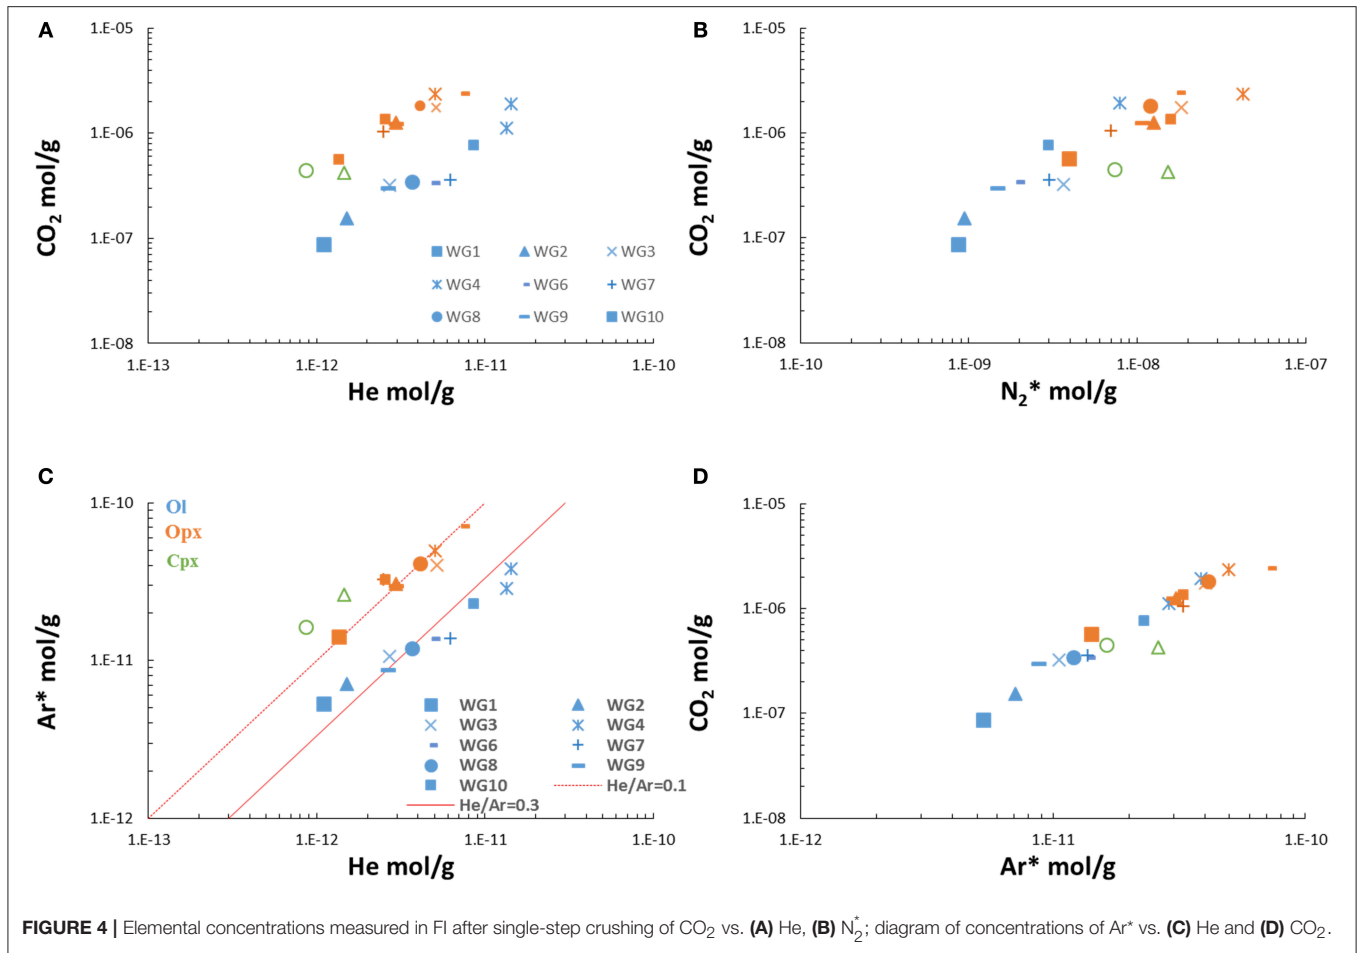 A
1.E-05
1.E-06
1.E-07
1.E-08
CO2 mol/g
WG1 WG2 WG3
WG4 WG6 WG7
WG8 WG9 WG10
1.E-13 1.E-12 1.E-11 1.E-10
He mol/g
B
1.E-05
1.E-06
1.E-07
1.E-08
CO2 mol/g
1.E-10 1.E-09 1.E-08 1.E-07
N2* mol/g
C
1.E-10
1.E-11
1.E-12
Ar* mol/g
Ol
Opx
Cpx
WG1 WG2
WG3 WG4
WG6 WG7
WG8 WG9
WG10 He/Ar=0.1
He/Ar=0.3
1.E-13 1.E-12 1.E-11 1.E-10
He mol/g
D
1.E-05
1.E-06
1.E-07
1.E-08
CO2 mol/g
1.E-12 1.E-11 1.E-10
Ar* mol/g
FIGURE 4 | Elemental concentrations measured in FI after single-step crushing of CO2 vs. (A) He, (B) N2*; diagram of concentrations of Ar* vs. (C) He and (D) CO2.